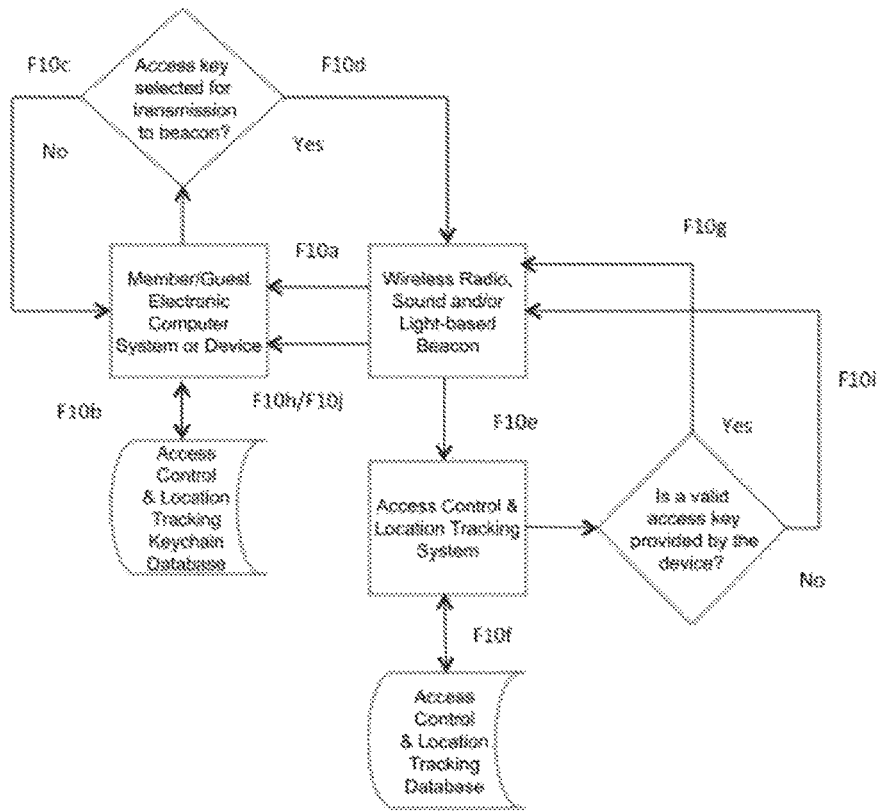 F10c
Access key
selected for
transmission
to beacon?
F10d
No
Yes
F10g
F10a
Member/Guest
Electronic
Computer
System or Device
Wireless Radio,
Sound and/or
Light-based
Beacon
F10i
F10b
F10h/F10j
F10e
Yes
Access
Control
& Location
Tracking
Keychain
Database
Access Control &
Location Tracking
System
Is a valid
access key
provided by the
device?
No
F10f
Access
Control
& Location
Tracking
Database